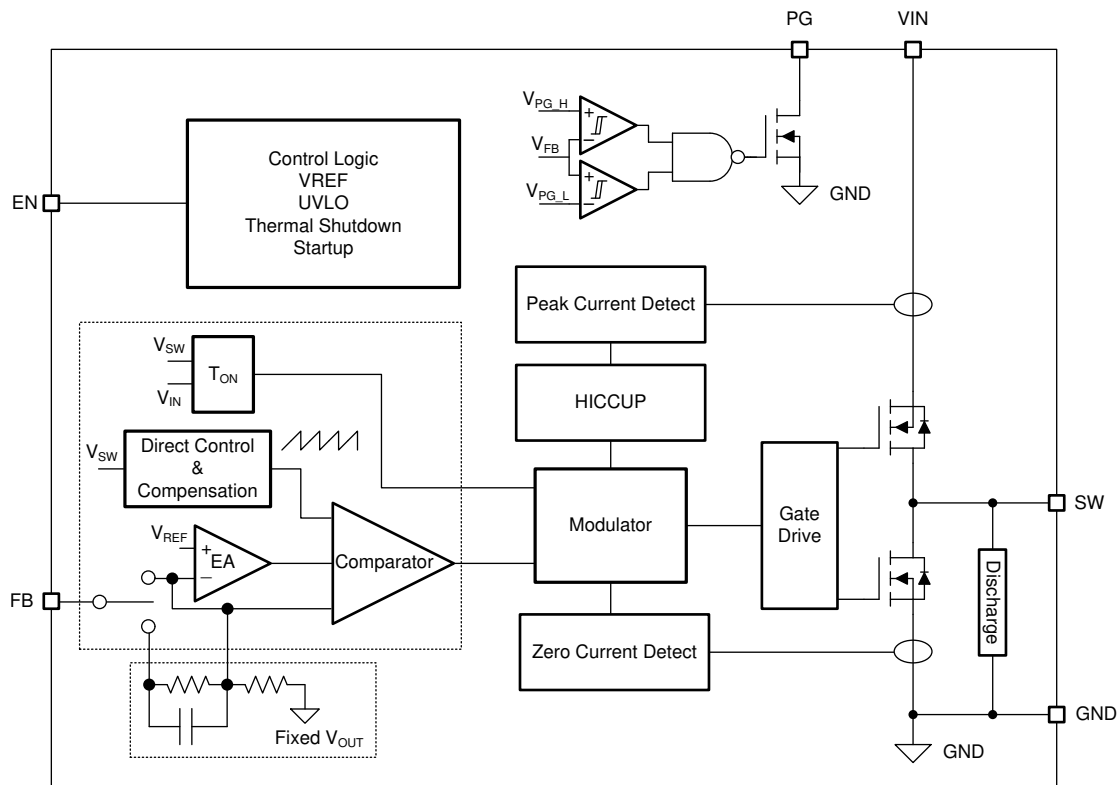 PG
VIN
V_PG_H
+
−
V_FB
+
V_PG_L
−
GND
Control Logic
VREF
UVLO
Thermal Shutdown
Startup
EN
Peak Current Detect
V_SW
T_ON
V_IN
HICCUP
V_SW
Direct Control
&
Compensation
Modulator
Gate
Drive
SW
V_REF
+
EA
−
Comparator
Discharge
FB
Zero Current Detect
Fixed V_OUT
GND
GND